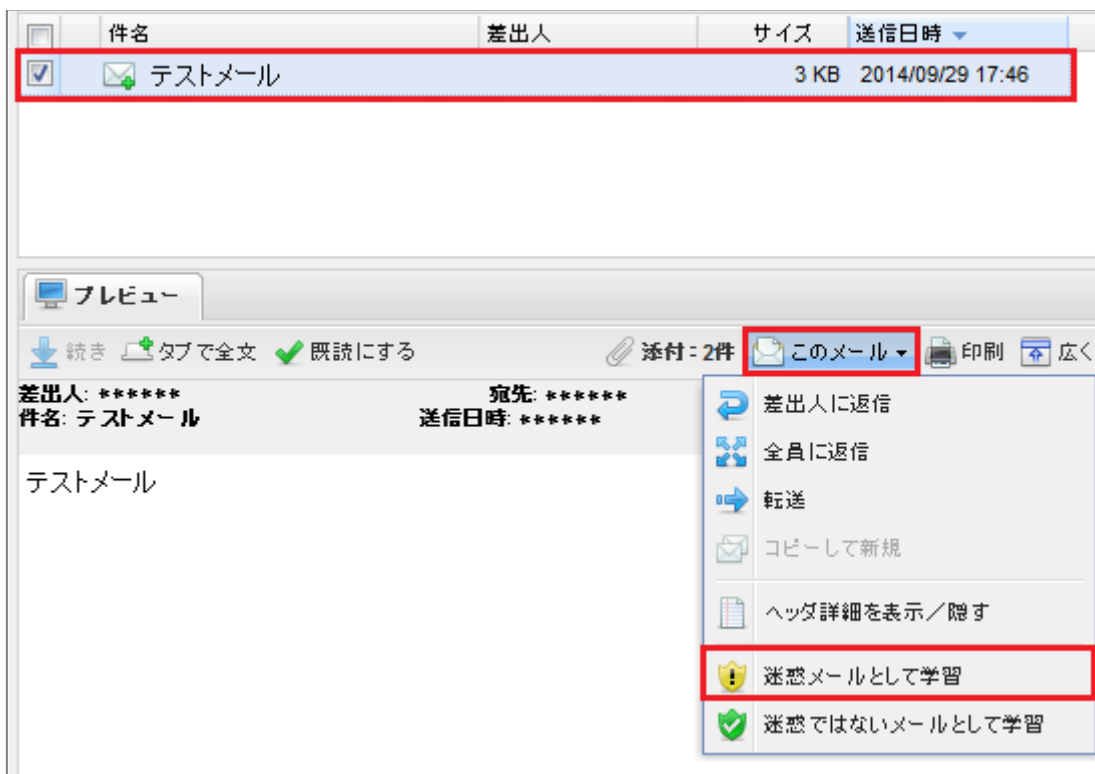 件名 差出人 サイズ 送信日時
テストメール 3 KB 2014/09/29 17:46
プレビュー
続き タブで全文 既読にする 添付：2件 このメール 印刷 広く
差出人: ****** 宛先: ******
件名: テストメール 送信日時: ******
テストメール
差出人に返信
全員に返信
転送
コピーして新規
ヘッダ詳細を表示／隠す
迷惑メールとして学習
迷惑ではないメールとして学習